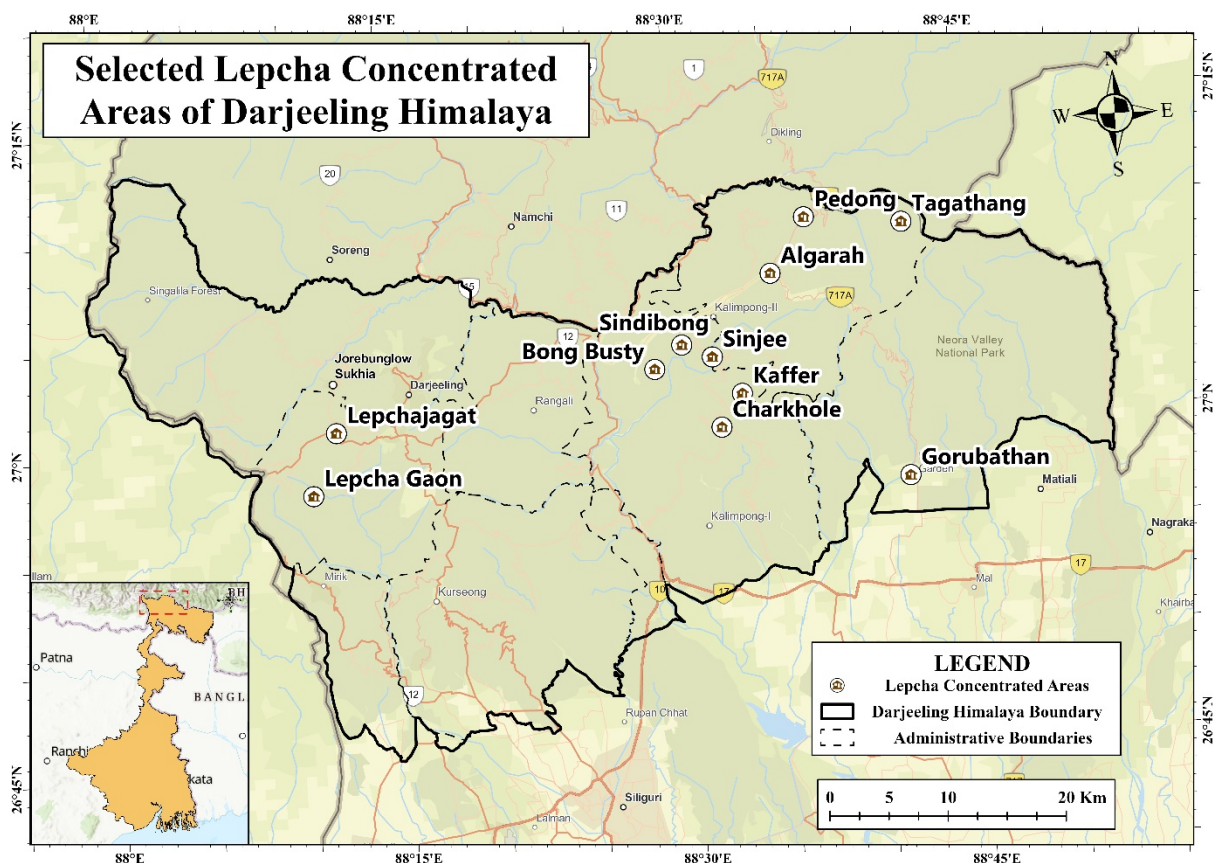 88°0'
88°15'E
88°30'E
88°45'E
Selected Lepcha Concentrated
Areas of Darjeeling Himalaya
1
717A
N
W
E
S
27°15'N
27°15'N
Dikling
20
11
Namchi
Soreng
Pedong
Tagathang
Algarah
Singalila Forest
15
717A
Kalimpong-II
12
Sindibong
Sinjee
Bong Busty
Neora Valley
National Park
Jorebunglow
Sukhia
Darjeeling
Rangali
Kaffer
Charkhole
27°N
27°N
Lepchajagat
Lepcha Gaon
Gorubathan
Garden
Matiali
Kalimpong-I
Nagraka
Mirik
Kurseong
10
17
17
Mal
Khairba
llam
BH
Patna
BANGL
Ranchi
kata
12
Rupan Chhat
Siliguri
Lalman
LEGEND
Lepcha Concentrated Areas
Darjeeling Himalaya Boundary
Administrative Boundaries
0 5 10 20 Km
26°45'N
26°45'N
88°0'E
88°15'E
88°30'E
88°45'E